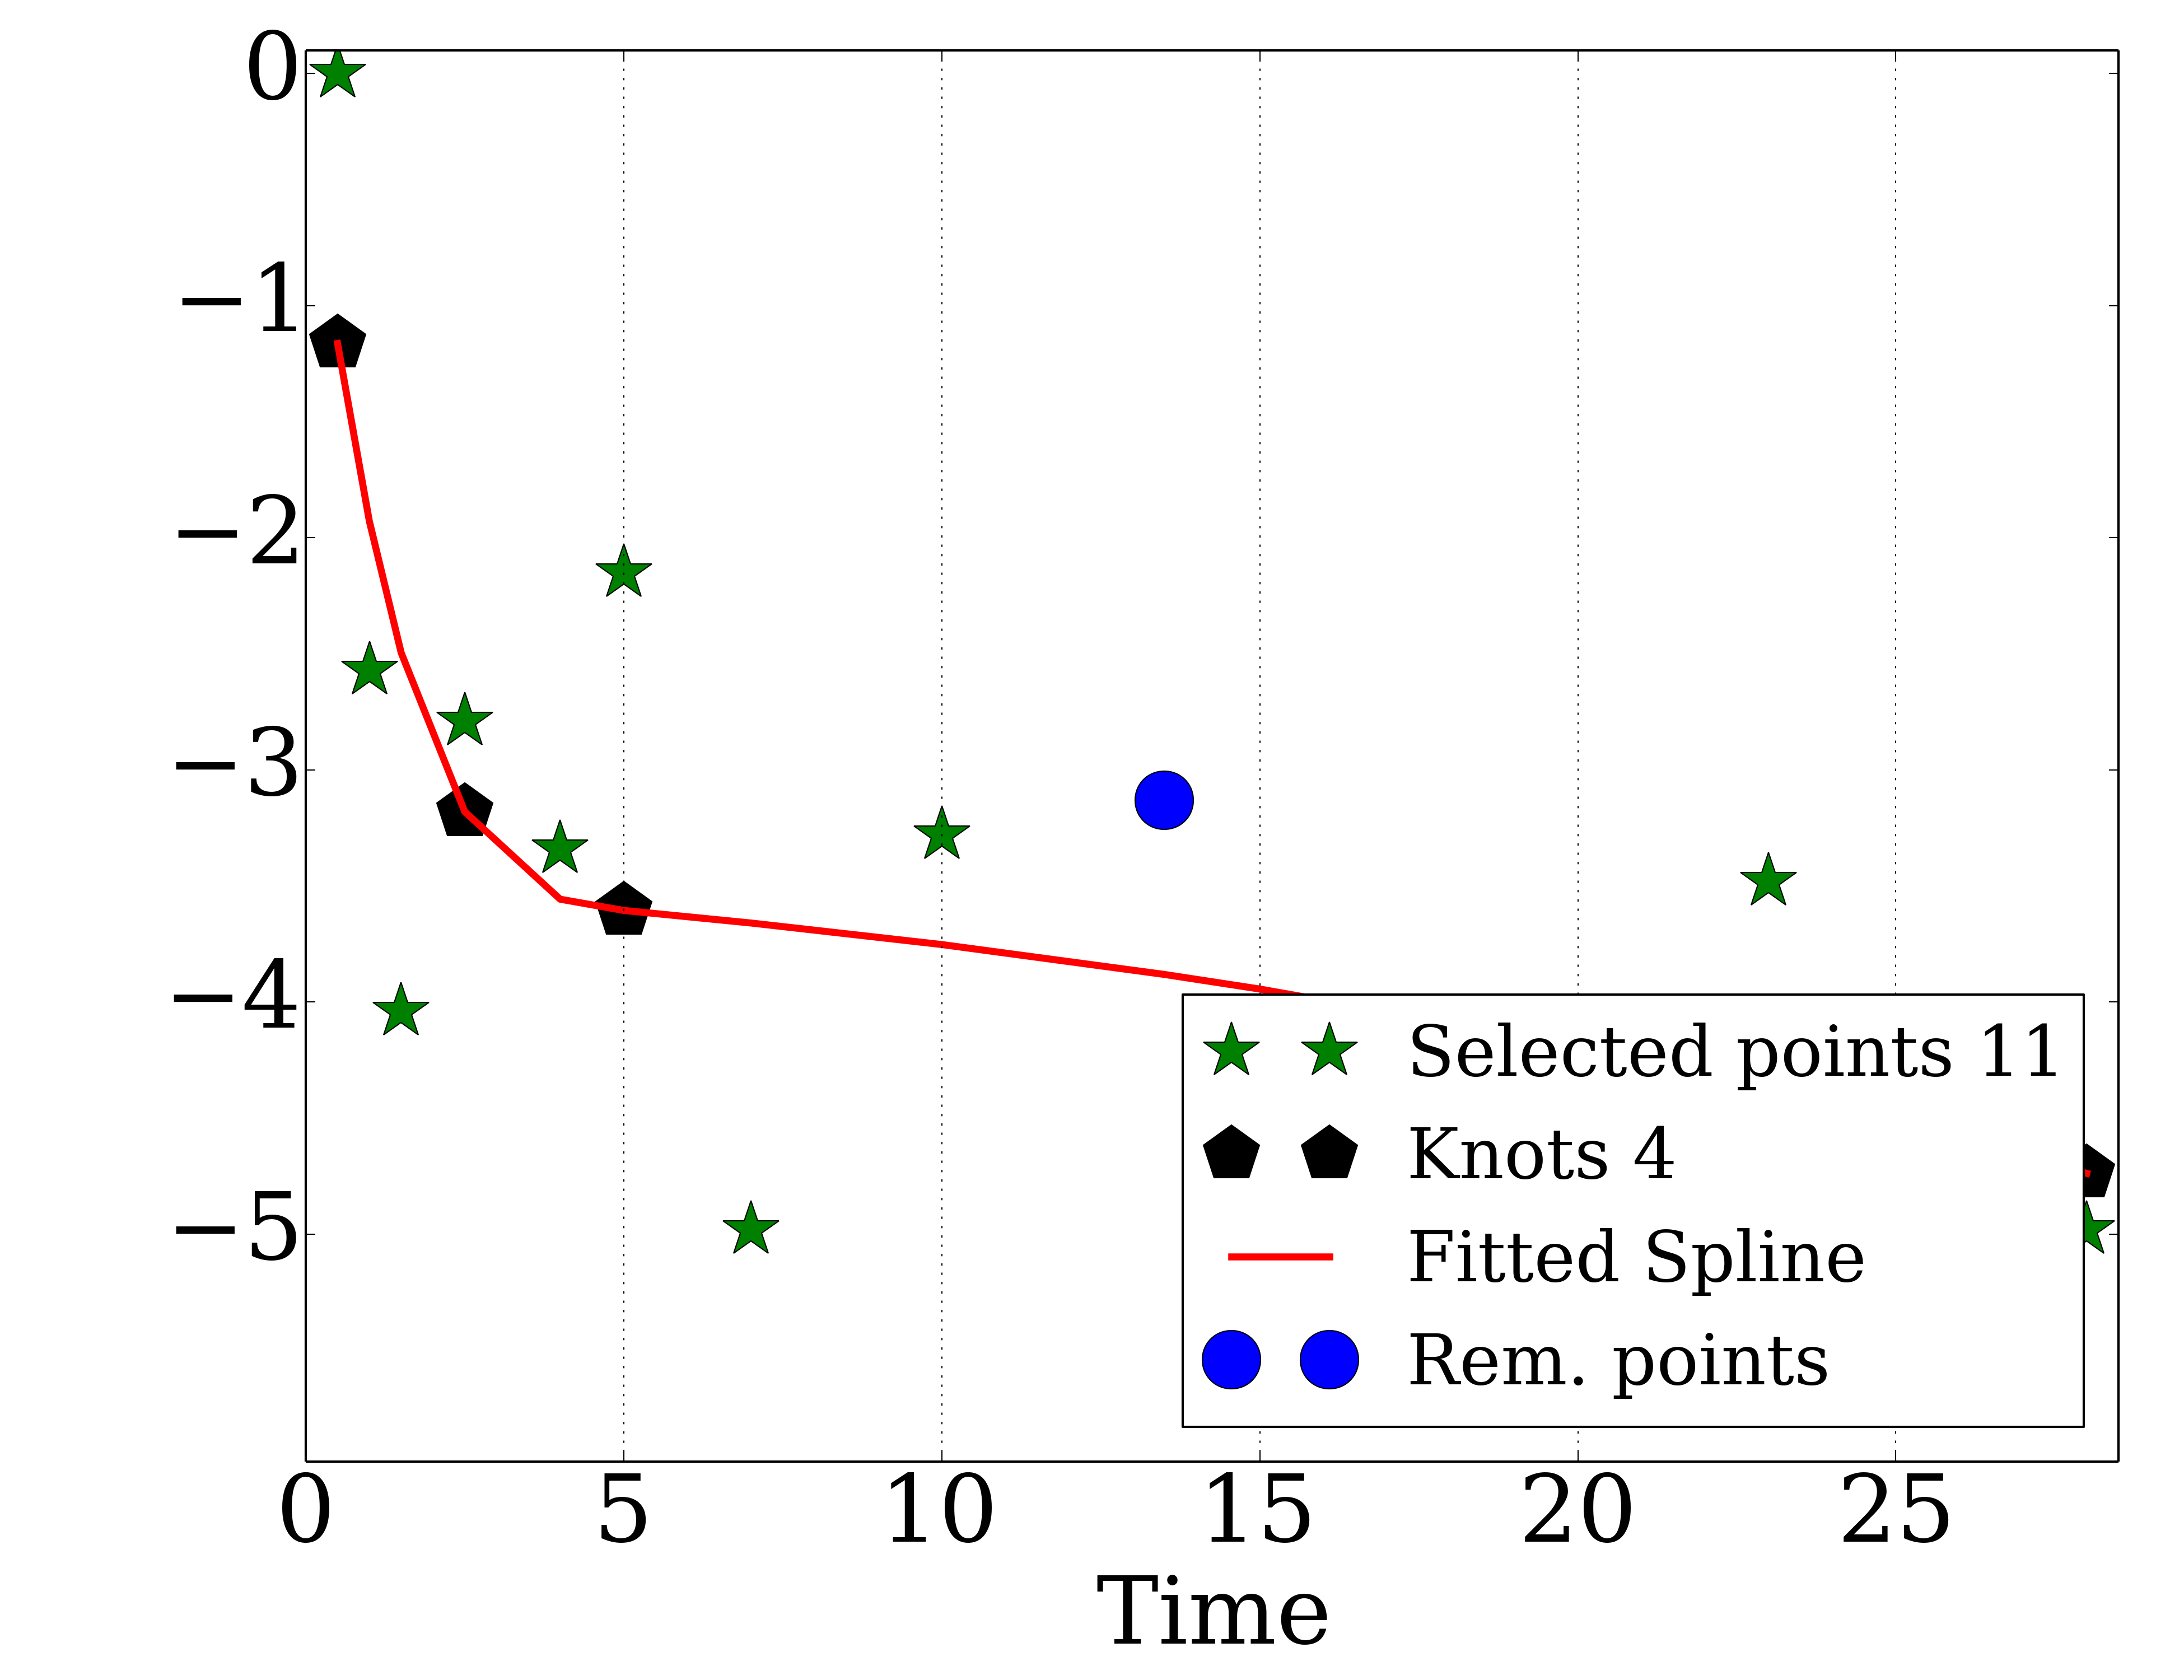 0
−1
−2
−3
−4
−5
Selected points 11
Knots 4
Fitted Spline
Rem. points
0 5 10 15 20 25
Time